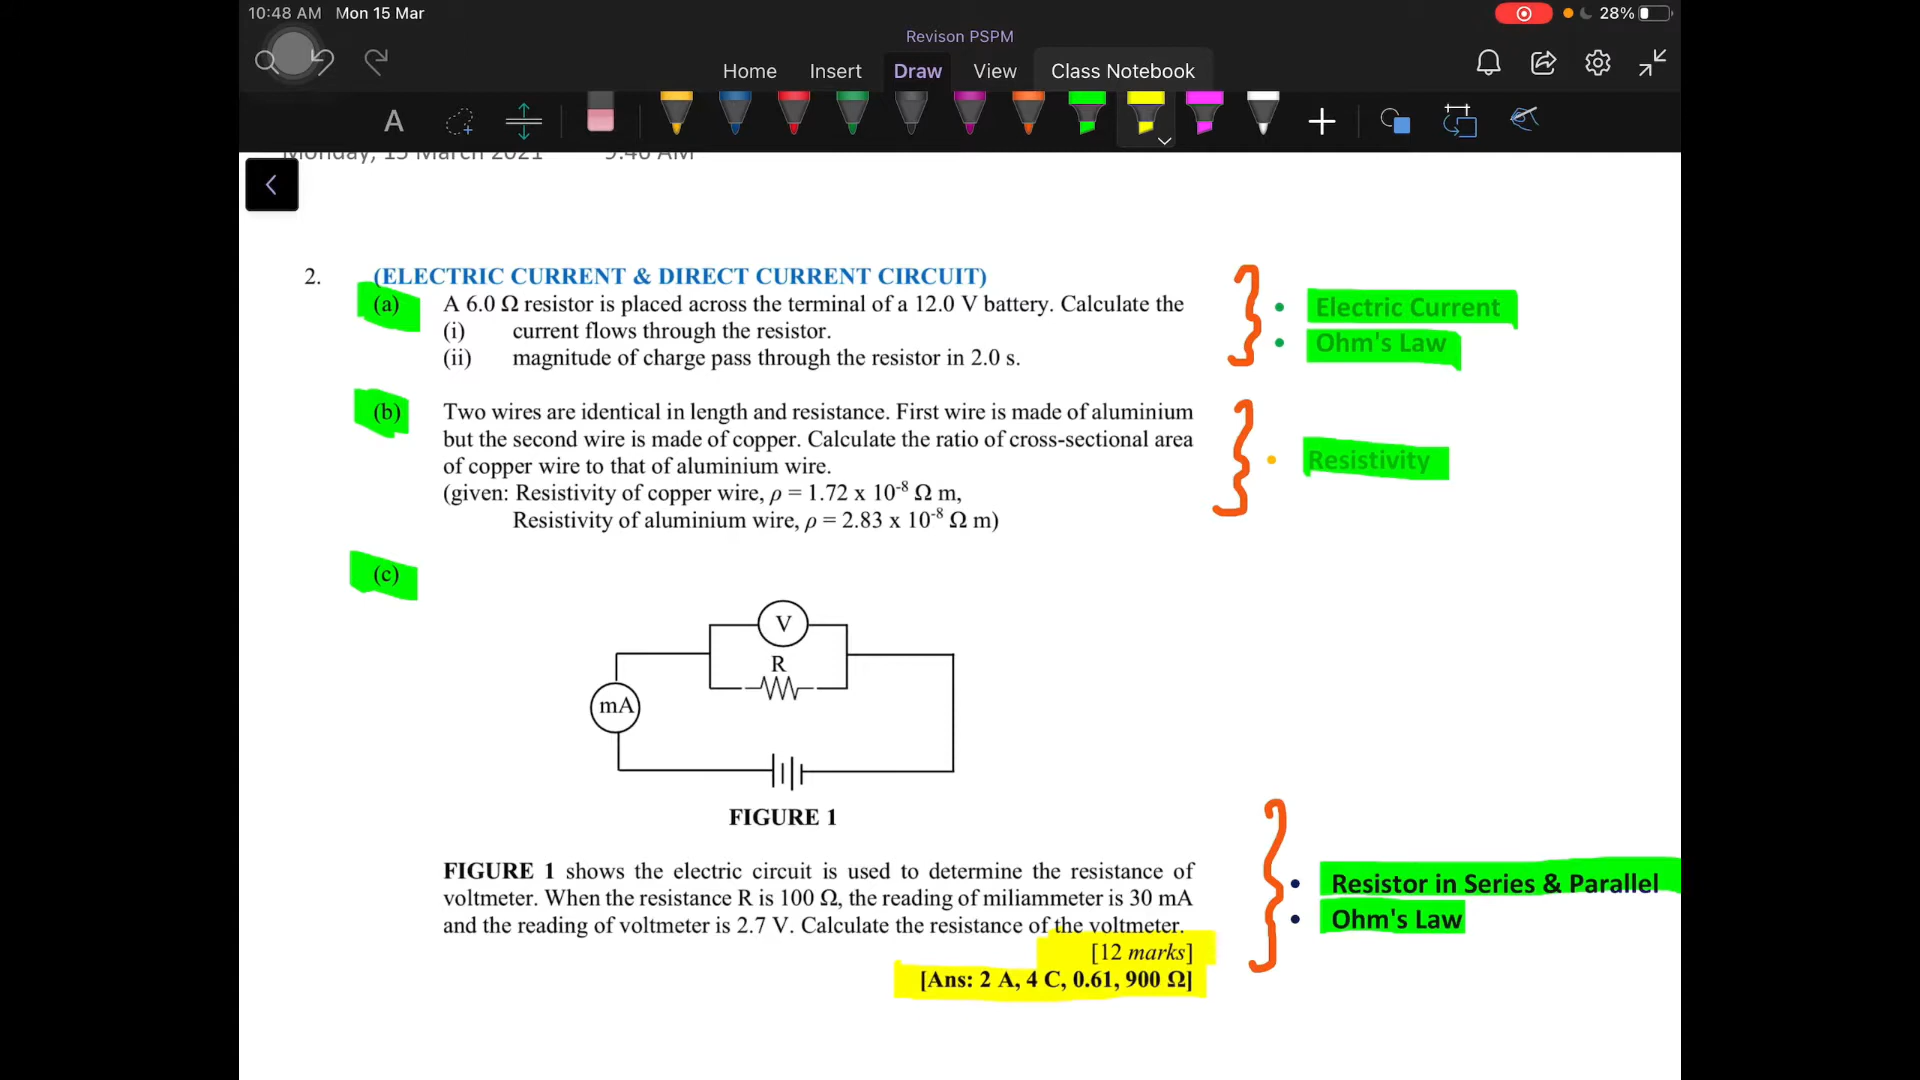 10:48 AM Mon 15 Mar
28%
Revison PSPM
Home Insert Draw View Class Notebook
A
Monday, 15 March 2021 9:46 AM
2. (ELECTRIC CURRENT & DIRECT CURRENT CIRCUIT)
(a) A 6.0 Ω resistor is placed across the terminal of a 12.0 V battery. Calculate the
(i) current flows through the resistor.
(ii) magnitude of charge pass through the resistor in 2.0 s.
• Electric Current
• Ohm's Law
(b) Two wires are identical in length and resistance. First wire is made of aluminium
but the second wire is made of copper. Calculate the ratio of cross-sectional area
of copper wire to that of aluminium wire.
(given: Resistivity of copper wire, ρ = 1.72 x 10⁻⁸ Ω m,
Resistivity of aluminium wire, ρ = 2.83 x 10⁻⁸ Ω m)
• Resistivity
(c)
V
R
mA
FIGURE 1
FIGURE 1 shows the electric circuit is used to determine the resistance of
voltmeter. When the resistance R is 100 Ω, the reading of miliammeter is 30 mA
and the reading of voltmeter is 2.7 V. Calculate the resistance of the voltmeter.
[12 marks]
[Ans: 2 A, 4 C, 0.61, 900 Ω]
• Resistor in Series & Parallel
• Ohm's Law